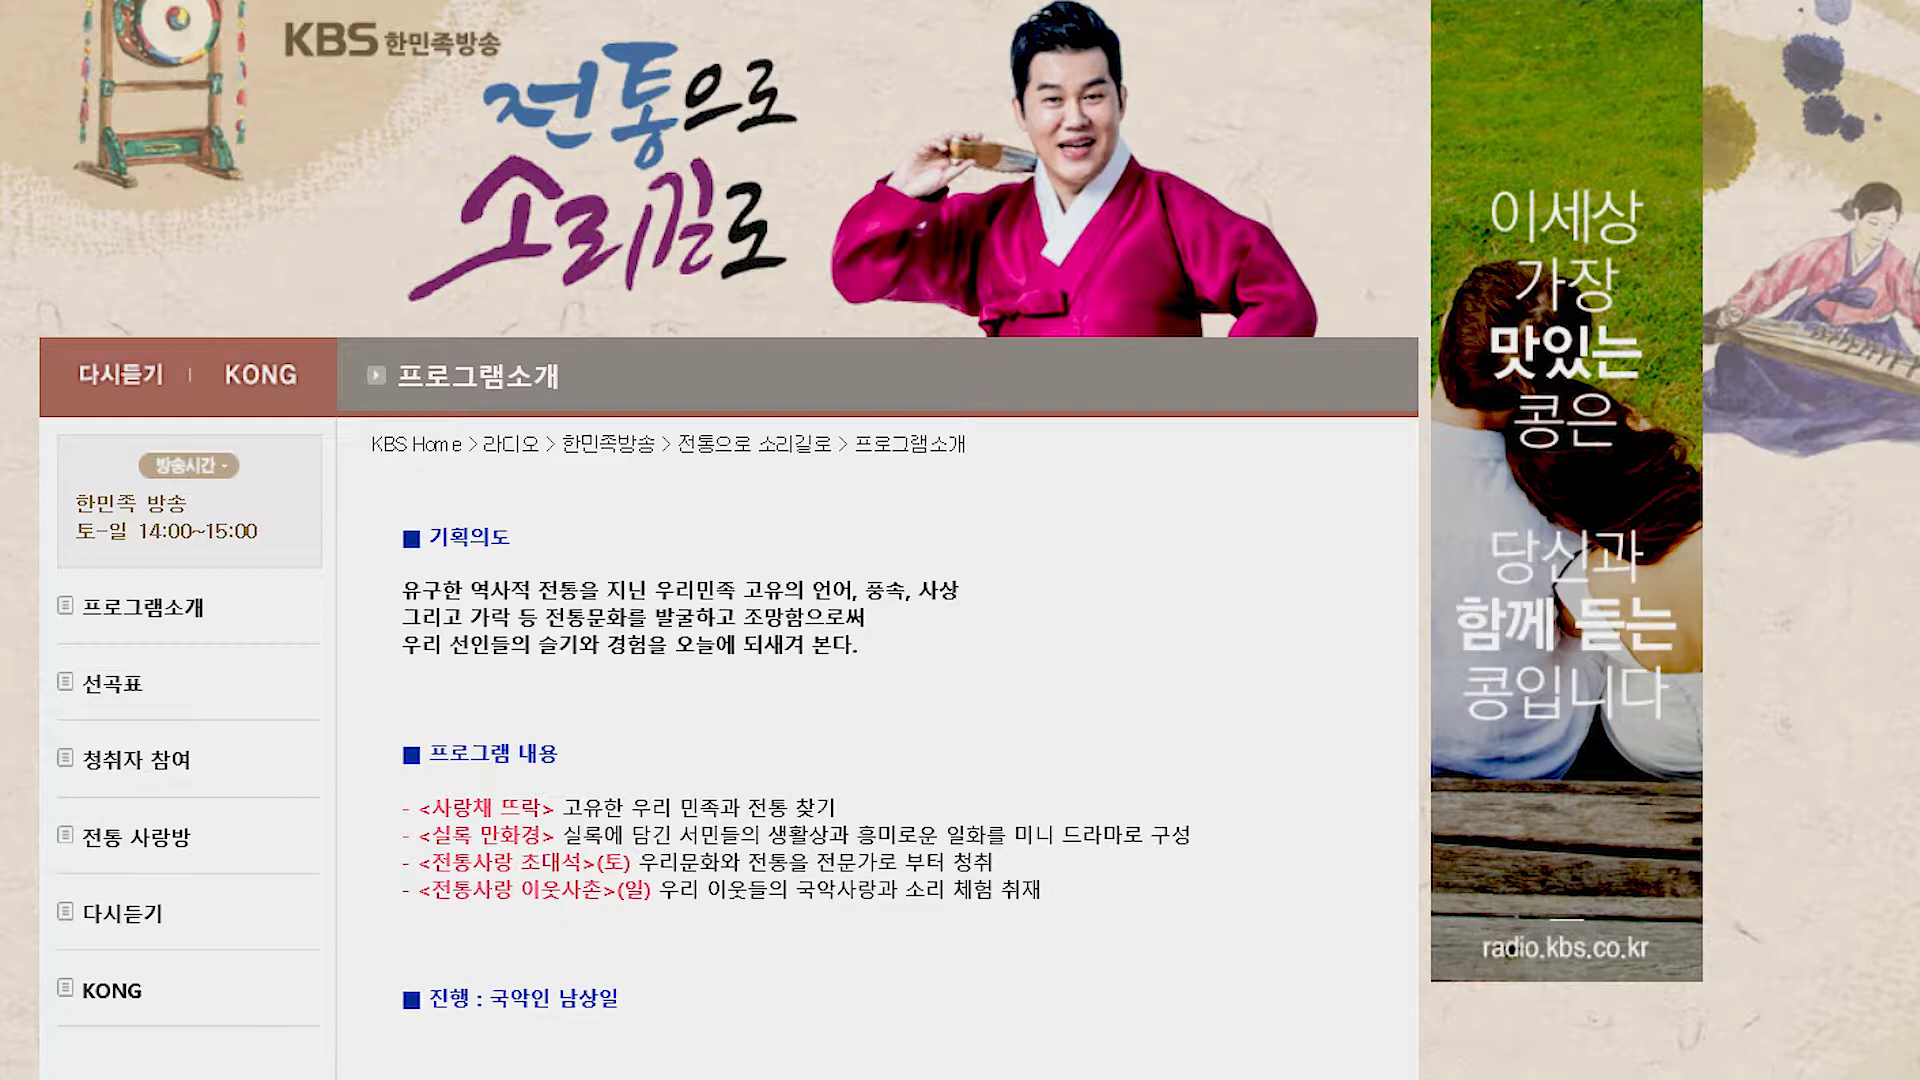 KBS 한민족방송
전통으로
소리길로
다시듣기 | KONG
프로그램소개
KBS Home > 라디오 > 한민족방송 > 전통으로 소리길로 > 프로그램소개
방송시간
한민족 방송
토-일 14:00~15:00
프로그램소개
선곡표
청취자 참여
전통 사랑방
다시듣기
KONG
■ 기획의도
유구한 역사적 전통을 지닌 우리민족 고유의 언어, 풍속, 사상
그리고 가락 등 전통문화를 발굴하고 조망함으로써
우리 선인들의 슬기와 경험을 오늘에 되새겨 본다.
■ 프로그램 내용
- <사랑채 뜨락> 고유한 우리 민족과 전통 찾기
- <실록 만화경> 실록에 담긴 서민들의 생활상과 흥미로운 일화를 미니 드라마로 구성
- <전통사랑 초대석>(토) 우리문화와 전통을 전문가로 부터 청취
- <전통사랑 이웃사촌>(일) 우리 이웃들의 국악사랑과 소리 체험 취재
■ 진행 : 국악인 남상일
이세상
가장
맛있는
콩은
당신과
함께 듣는
콩입니다
radio.kbs.co.kr